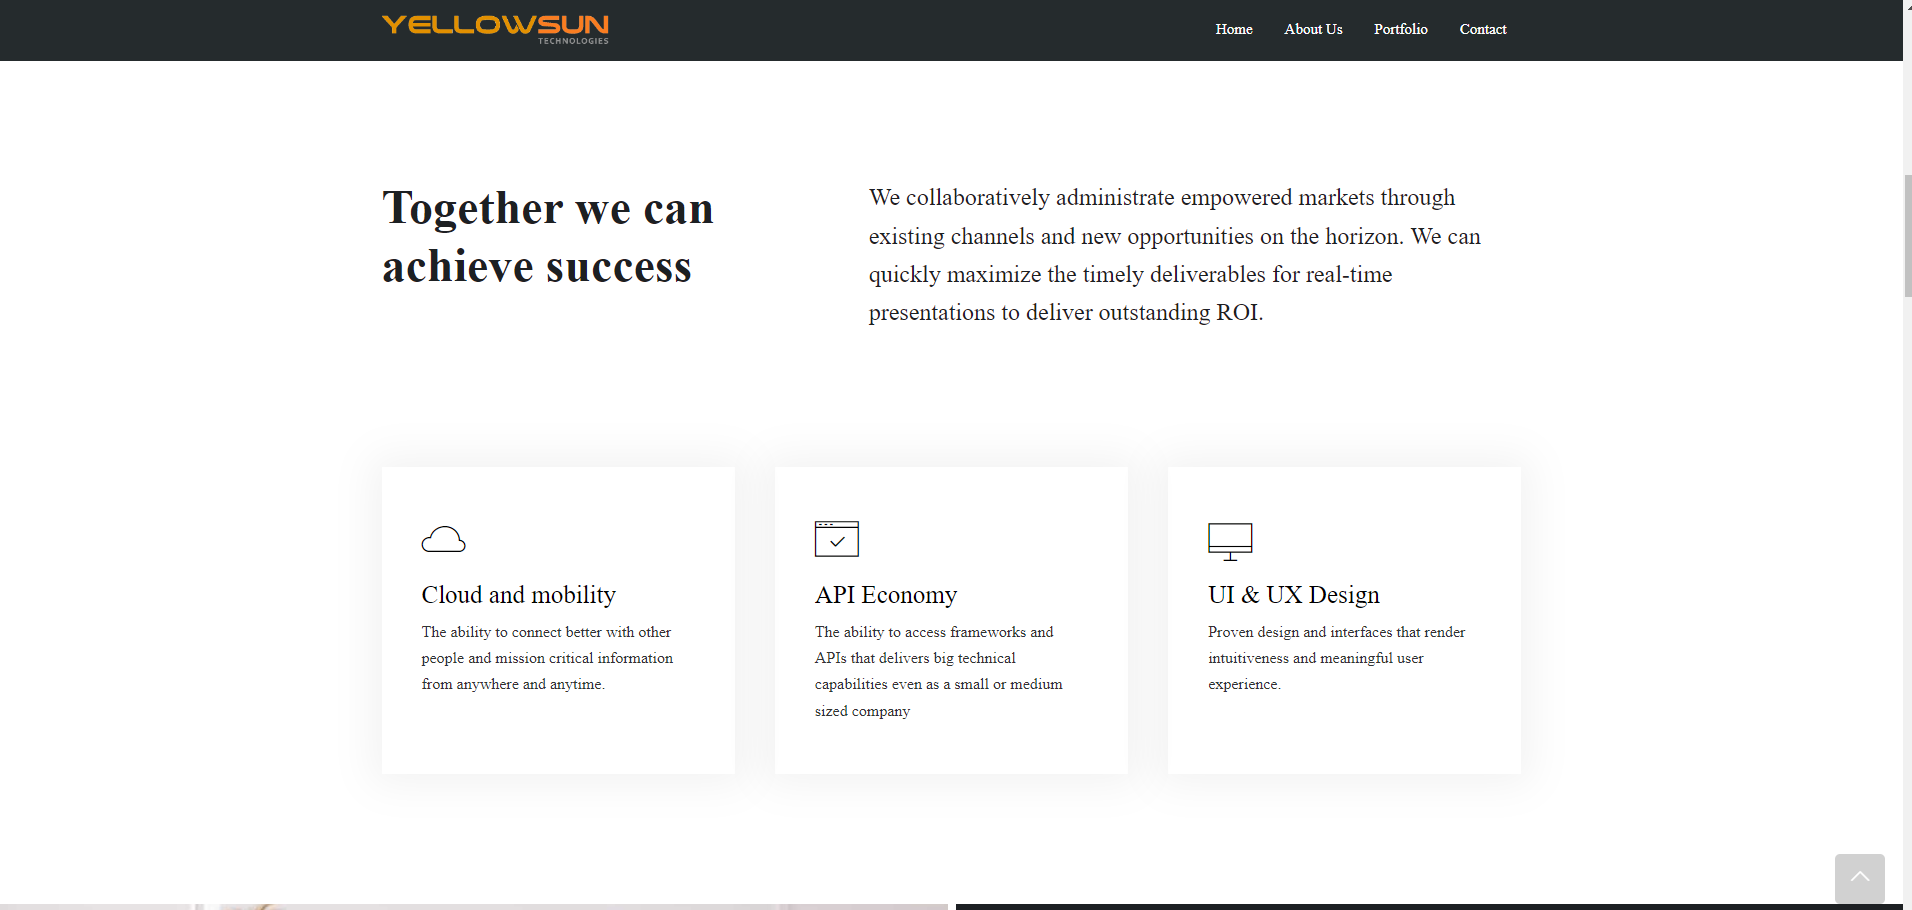 YELLOWSUN
TECHNOLOGIES
Home About Us Portfolio Contact
Together we can
achieve success
We collaboratively administrate empowered markets through
existing channels and new opportunities on the horizon. We can
quickly maximize the timely deliverables for real-time
presentations to deliver outstanding ROI.
Cloud and mobility
The ability to connect better with other
people and mission critical information
from anywhere and anytime.
API Economy
The ability to access frameworks and
APIs that delivers big technical
capabilities even as a small or medium
sized company
UI & UX Design
Proven design and interfaces that render
intuitiveness and meaningful user
experience.